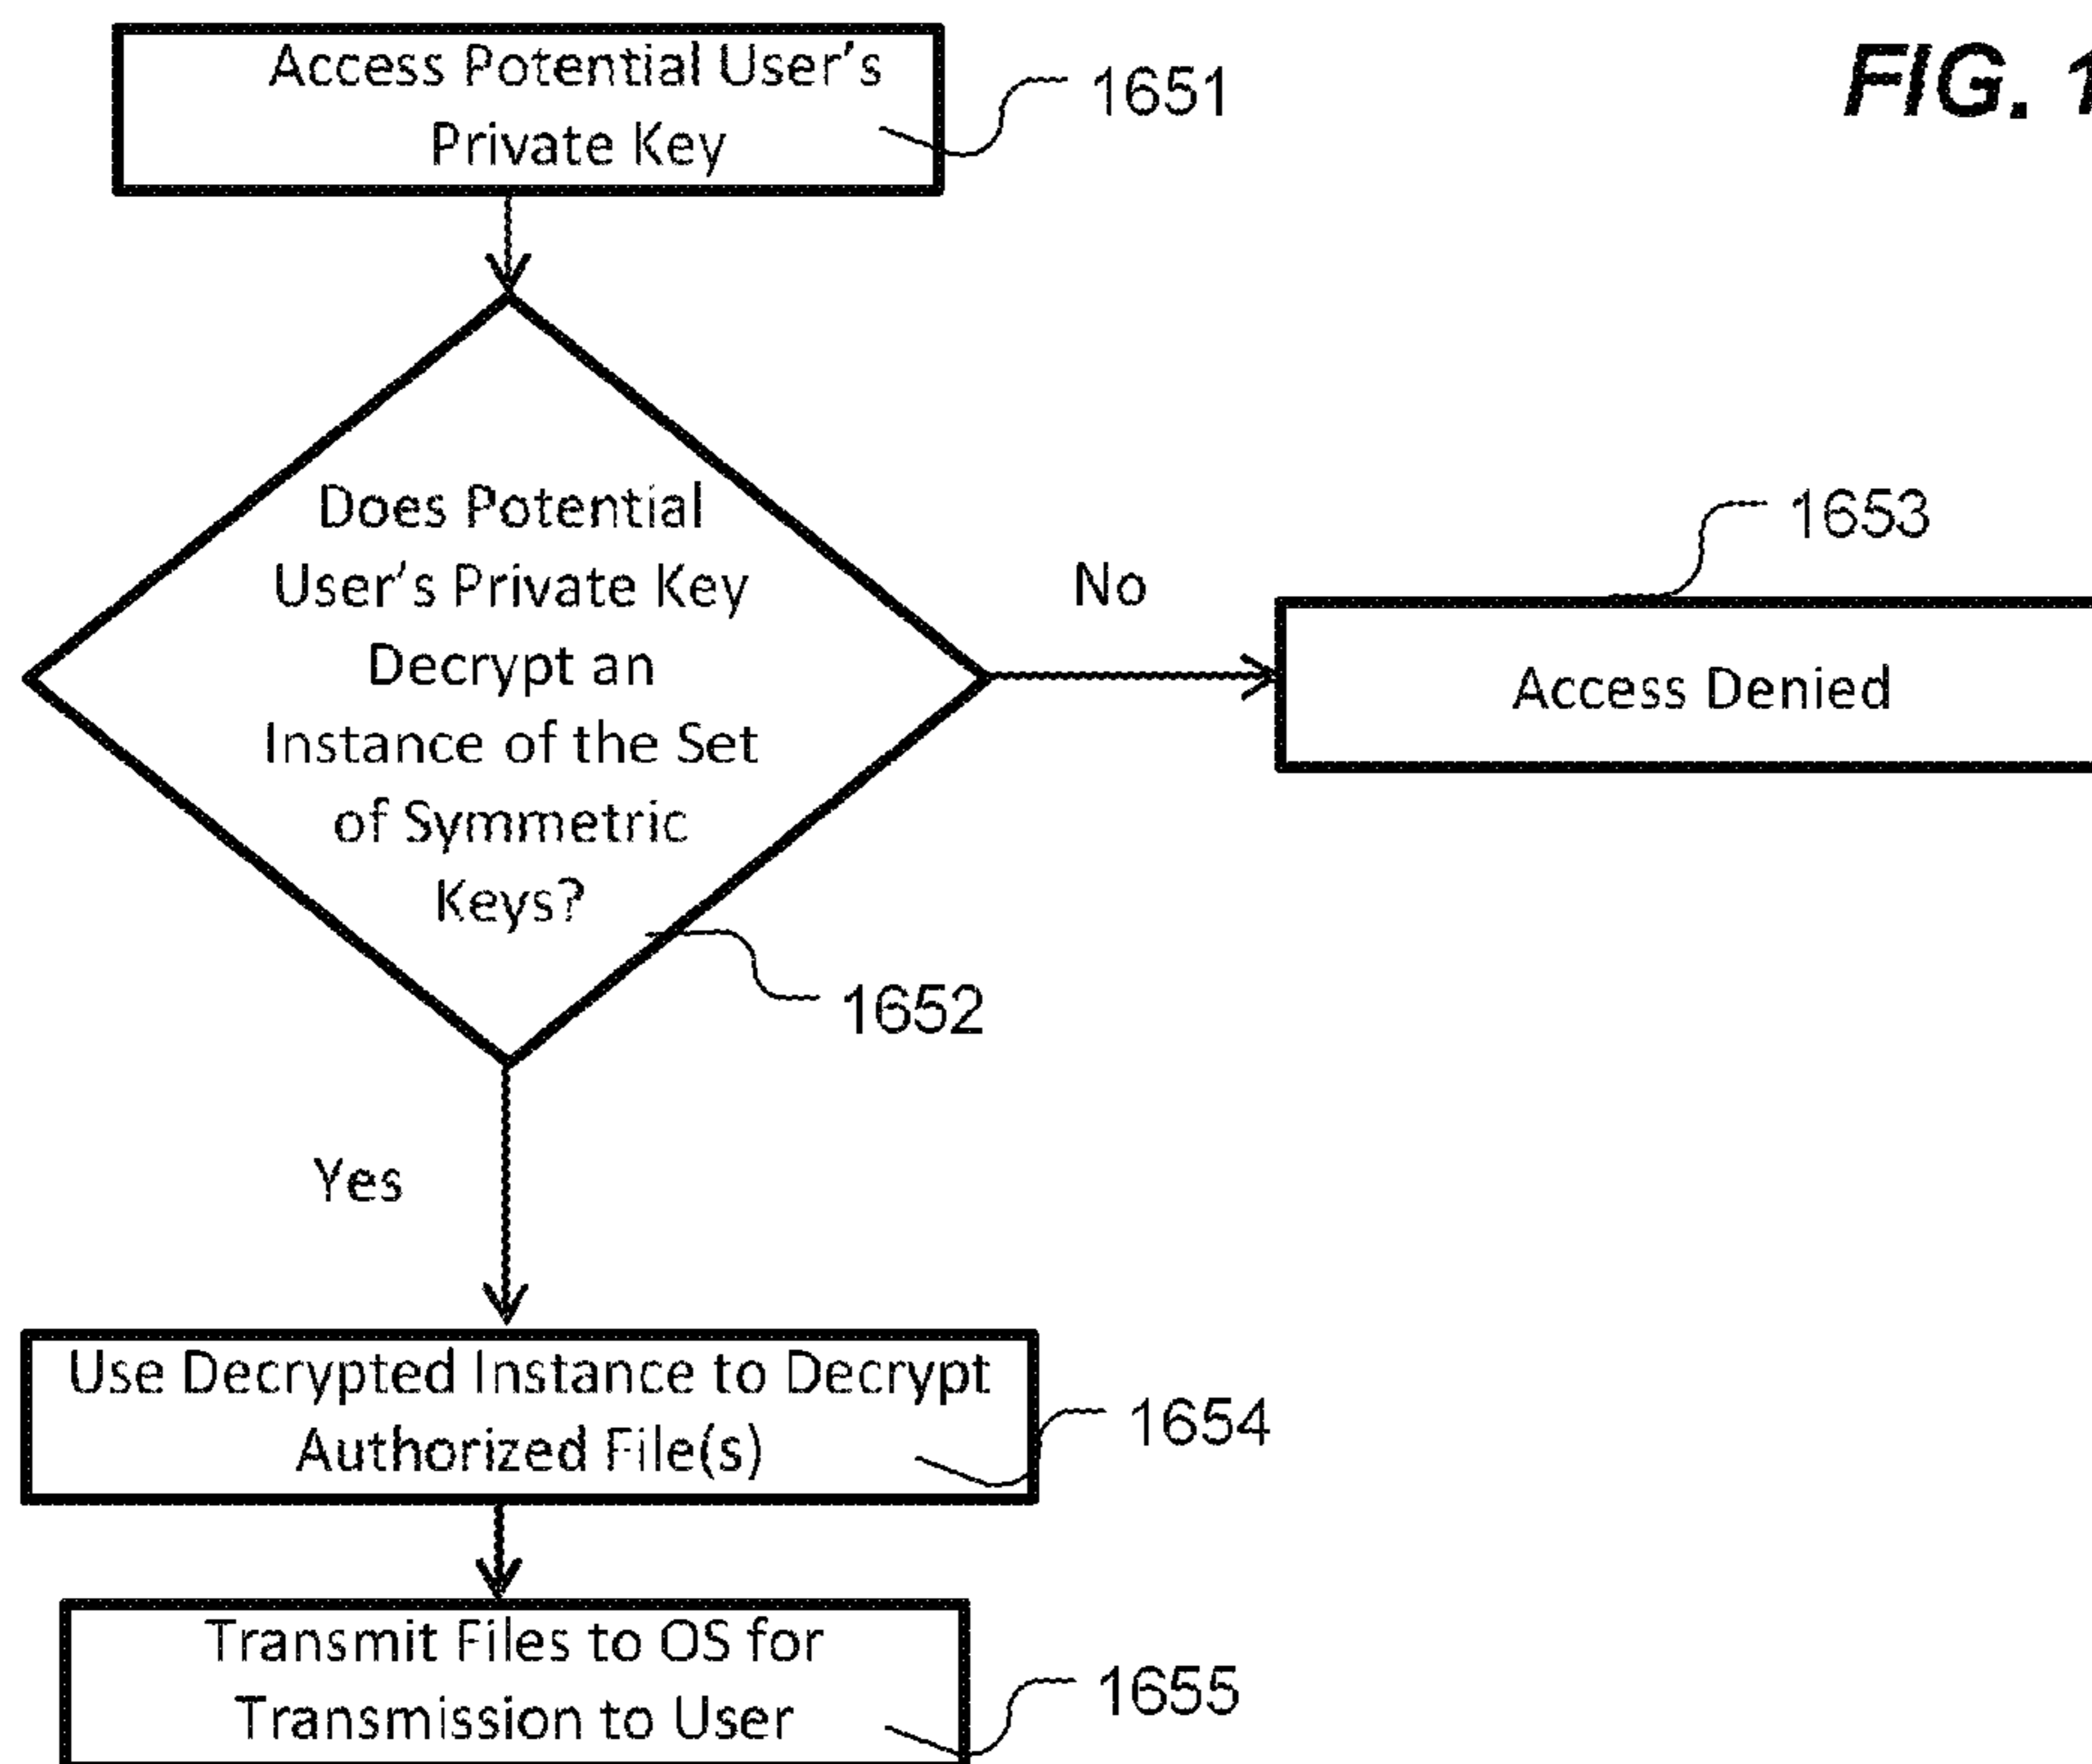 FIG. 1
Access Potential User's
Private Key
1651
Does Potential
User's Private Key
Decrypt an
Instance of the Set
of Symmetric
Keys?
1652
No
1653
Access Denied
Yes
Use Decrypted Instance to Decrypt
Authorized File(s)
1654
Transmit Files to OS for
Transmission to User
1655